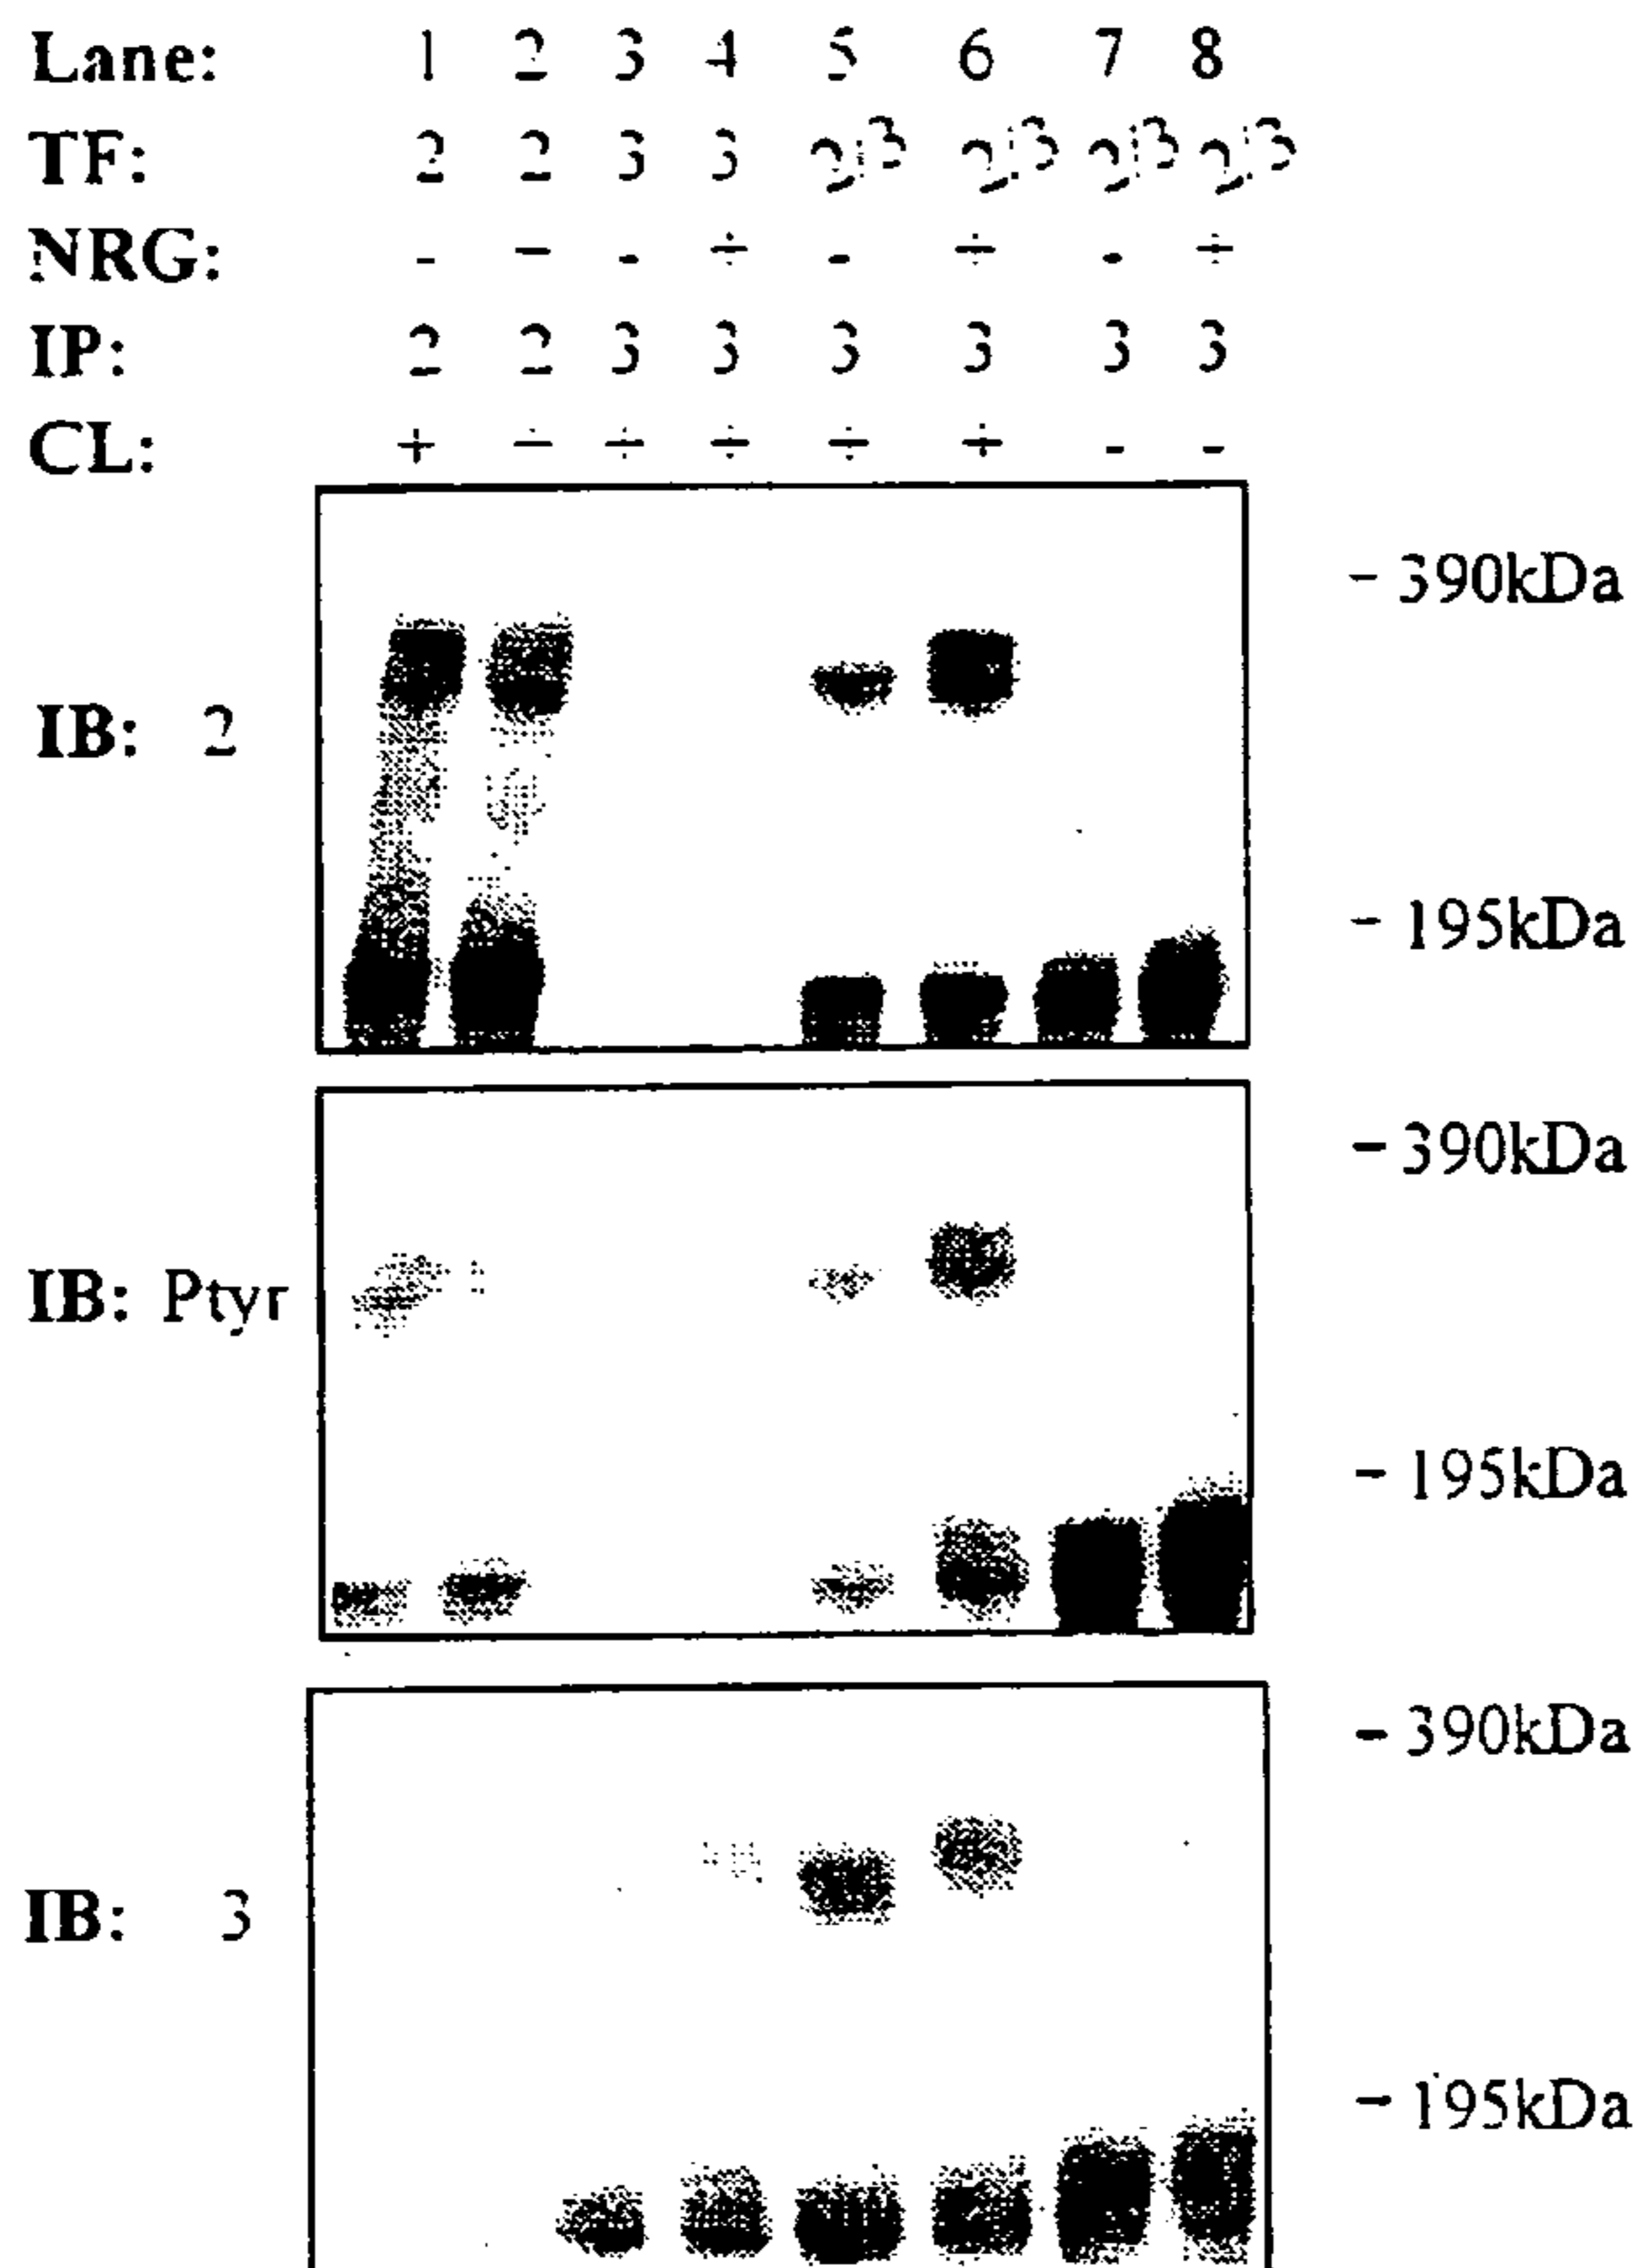 Lane: 1 2 3 4 5 6 7 8
TF: 2 2 3 3 2/3 2/3 2/3 2/3
NRG: - − - + - + - +
IP: 2 2 3 3 3 3 3 3
CL: + − + + + + - -
- 390kDa
IB: 2
- 195kDa
- 390kDa
IB: Ptyr
- 195kDa
- 390kDa
IB: 3
- 195kDa